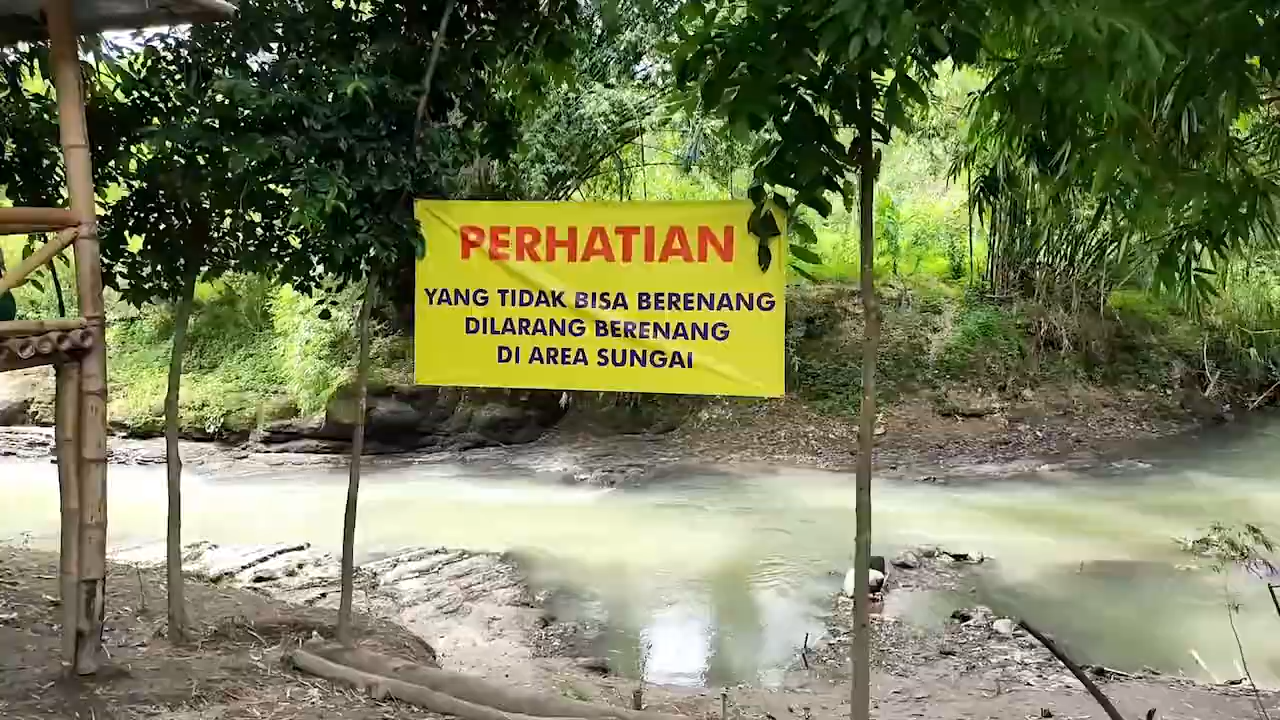 PERHATIAN
YANG TIDAK BISA BERENANG
DILARANG BERENANG
DI AREA SUNGAI